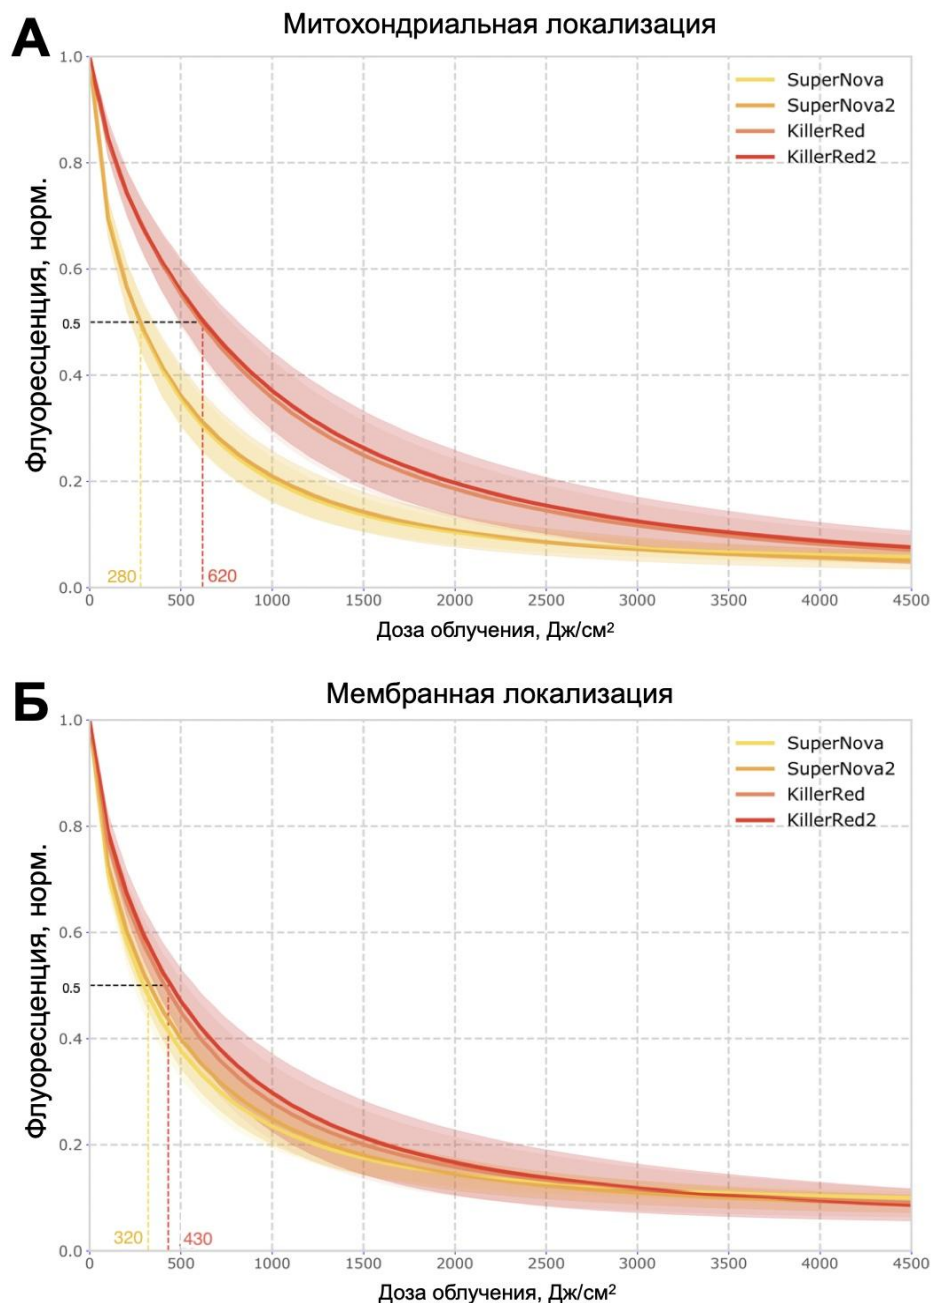 А
Митохондриальная локализация
1.0
0.8
0.6
0.5
0.4
0.2
0.0
Флуоресценция, норм.
SuperNova
SuperNova2
KillerRed
KillerRed2
280
620
0
500
1000
1500
2000
2500
3000
3500
4000
4500
Доза облучения, Дж/см²
Б
Мембранная локализация
1.0
0.8
0.6
0.5
0.4
0.2
0.0
Флуоресценция, норм.
SuperNova
SuperNova2
KillerRed
KillerRed2
320
430
0
500
1000
1500
2000
2500
3000
3500
4000
4500
Доза облучения, Дж/см²